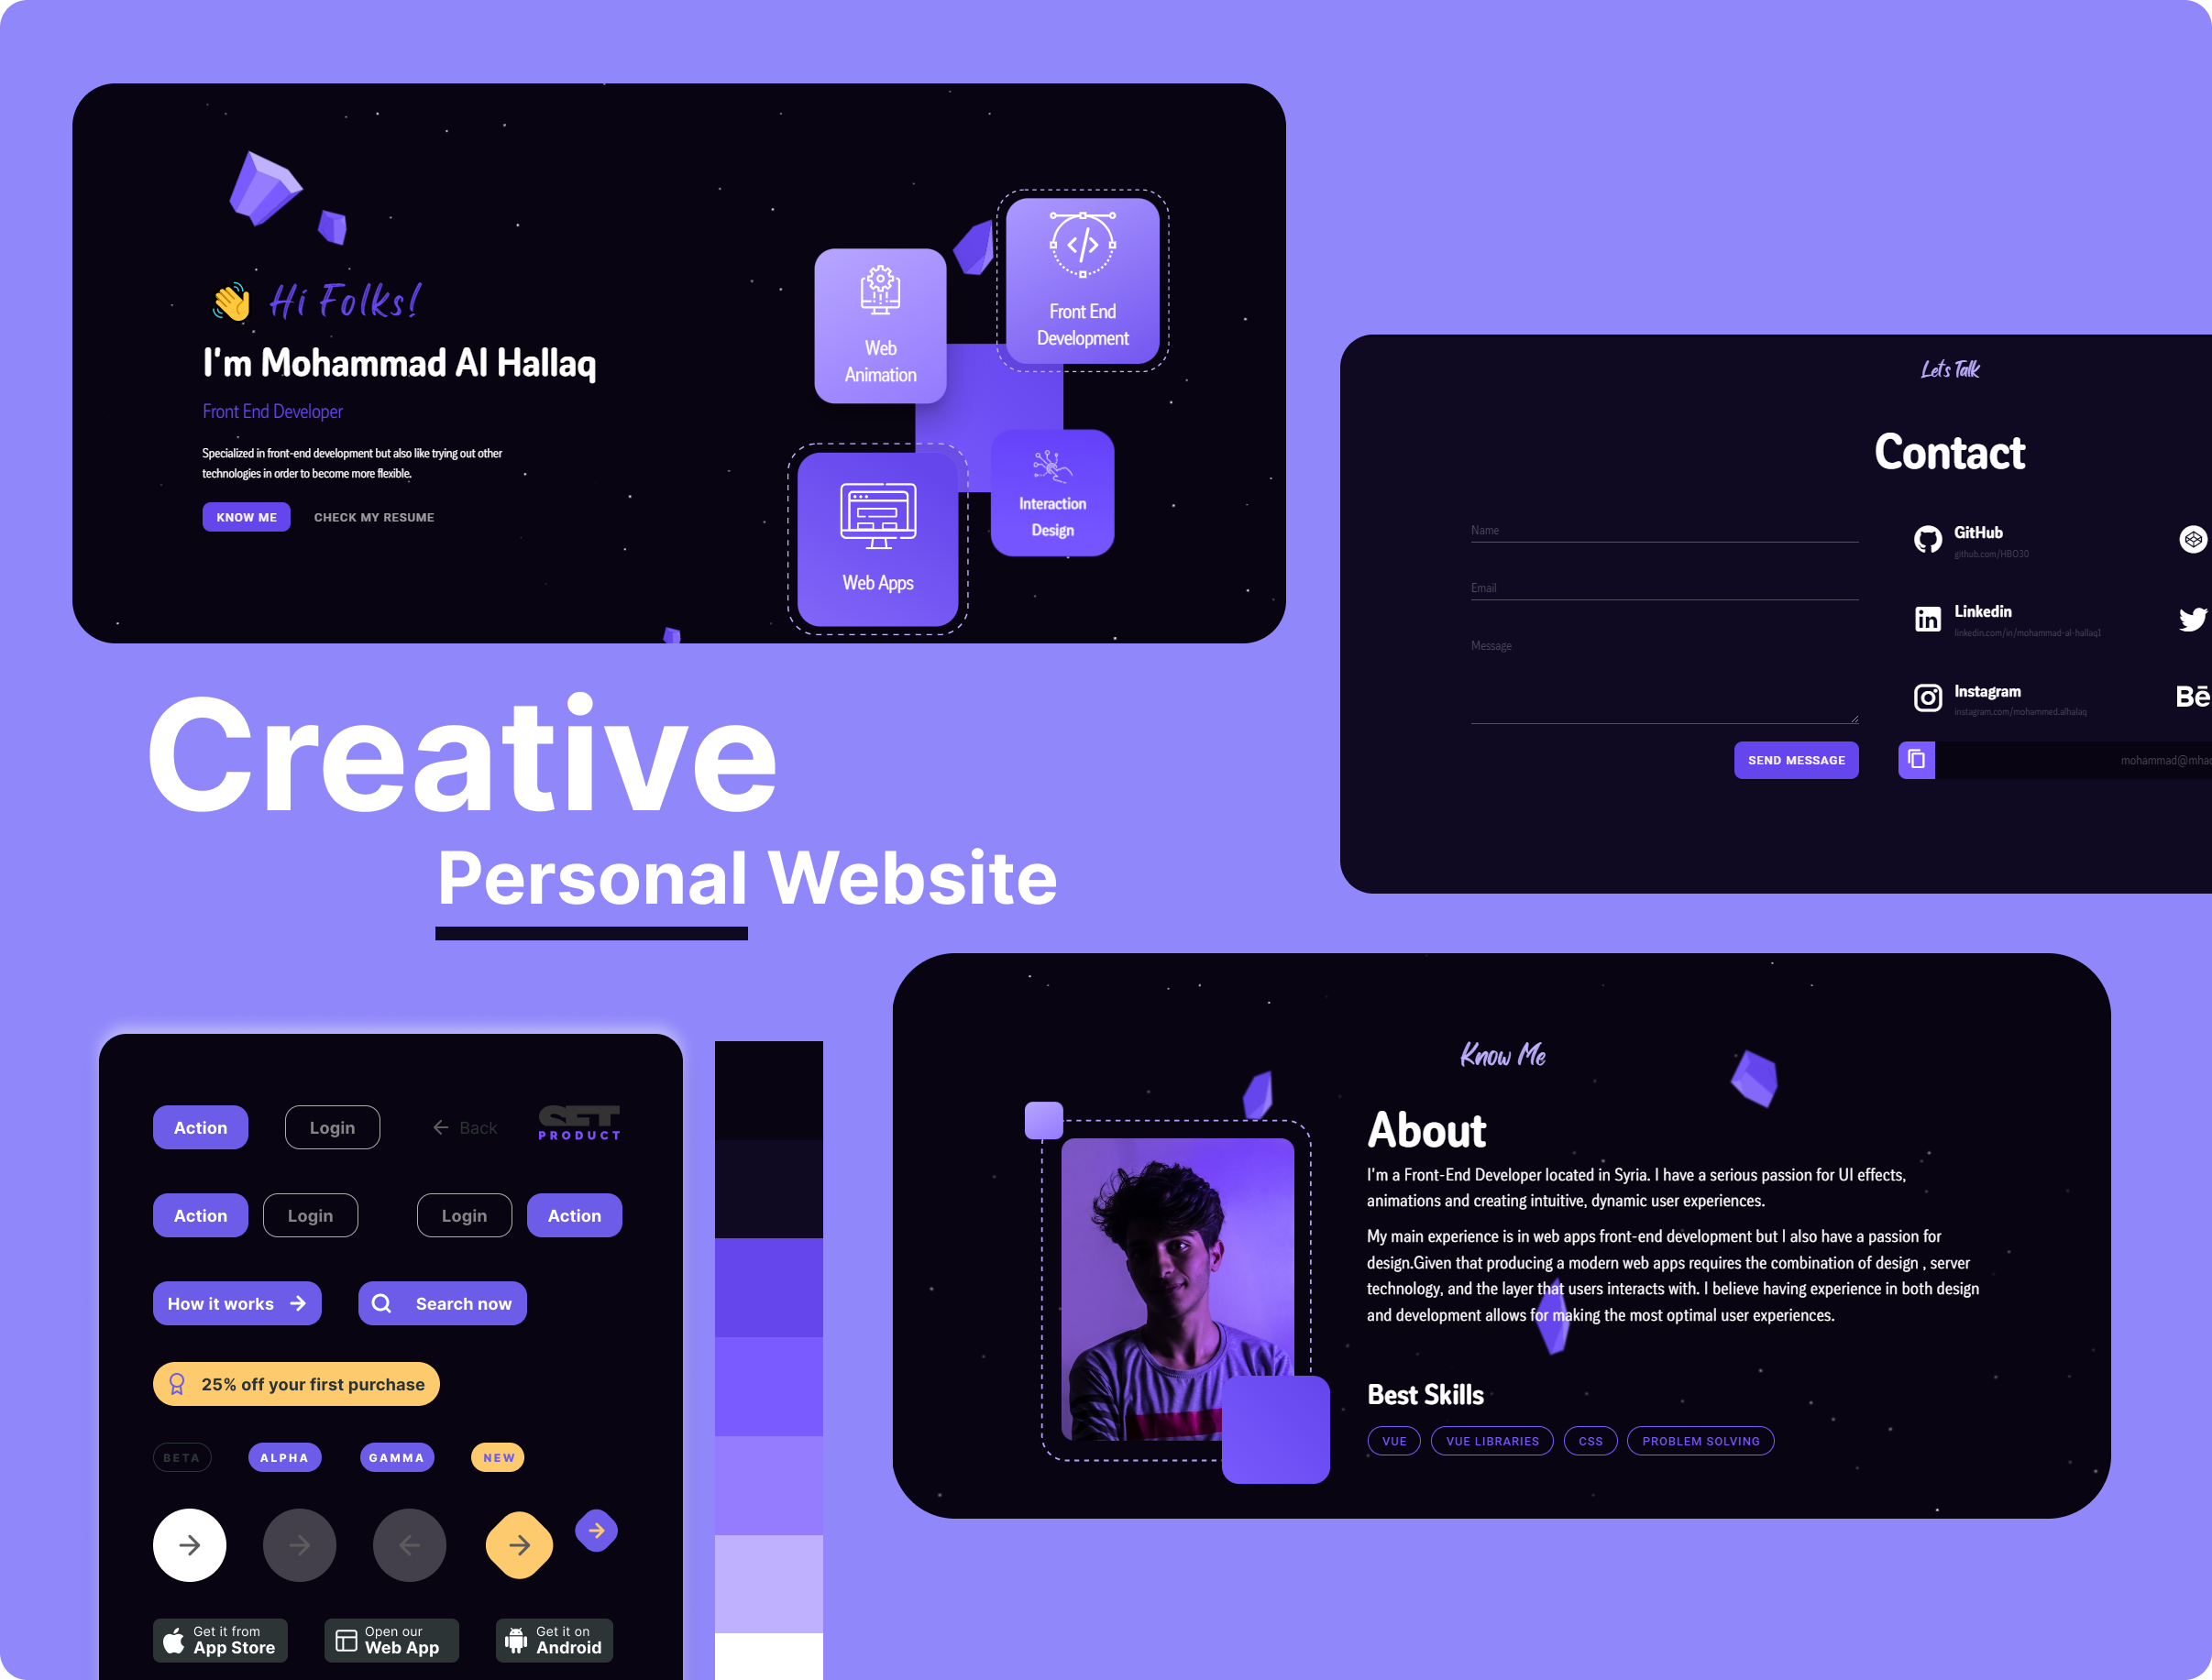 Hi Folks!
I'm Mohammad Al Hallaq
Front End Developer
Specialized in front-end development but also like trying out other
technologies in order to become more flexible.
KNOW ME
CHECK MY RESUME
Web
Animation
Front End
Development
Web Apps
Interaction
Design
Let's Talk
Contact
Name
Email
Message
SEND MESSAGE
GitHub
github.com/HBO30
Linkedin
linkedin.com/in/mohammad-al-hallaq1
Instagram
instagram.com/mohammed.alhalaq
Bē
mohammad@mha
Creative
Personal Website
Action
Login
Back
SET
PRODUCT
Action
Login
Login
Action
How it works
Search now
25% off your first purchase
BETA
ALPHA
GAMMA
NEW
Get it from
App Store
Open our
Web App
Get it on
Android
Know Me
About
I'm a Front-End Developer located in Syria. I have a serious passion for UI effects,
animations and creating intuitive, dynamic user experiences.
My main experience is in web apps front-end development but I also have a passion for
design.Given that producing a modern web apps requires the combination of design , server
technology, and the layer that users interacts with. I believe having experience in both design
and development allows for making the most optimal user experiences.
Best Skills
VUE
VUE LIBRARIES
CSS
PROBLEM SOLVING